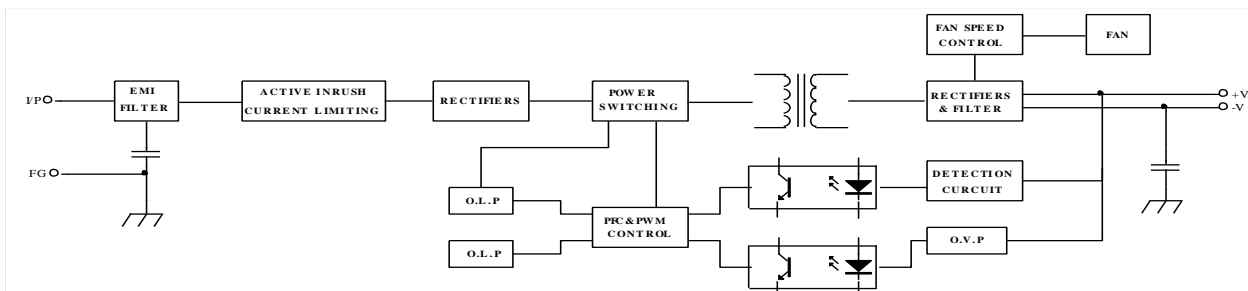 FAN SPEED
CONTROL
FAN
I/P
EMI
FILTER
ACTIVE INRUSH
CURRENT LIMITING
RECTIFIERS
POWER
SWITCHING
RECTIFIERS
& FILTER
+V
-V
FG
O.L.P
DETECTION
CURCUIT
O.L.P
PFC&PWM
CONTROL
O.V.P